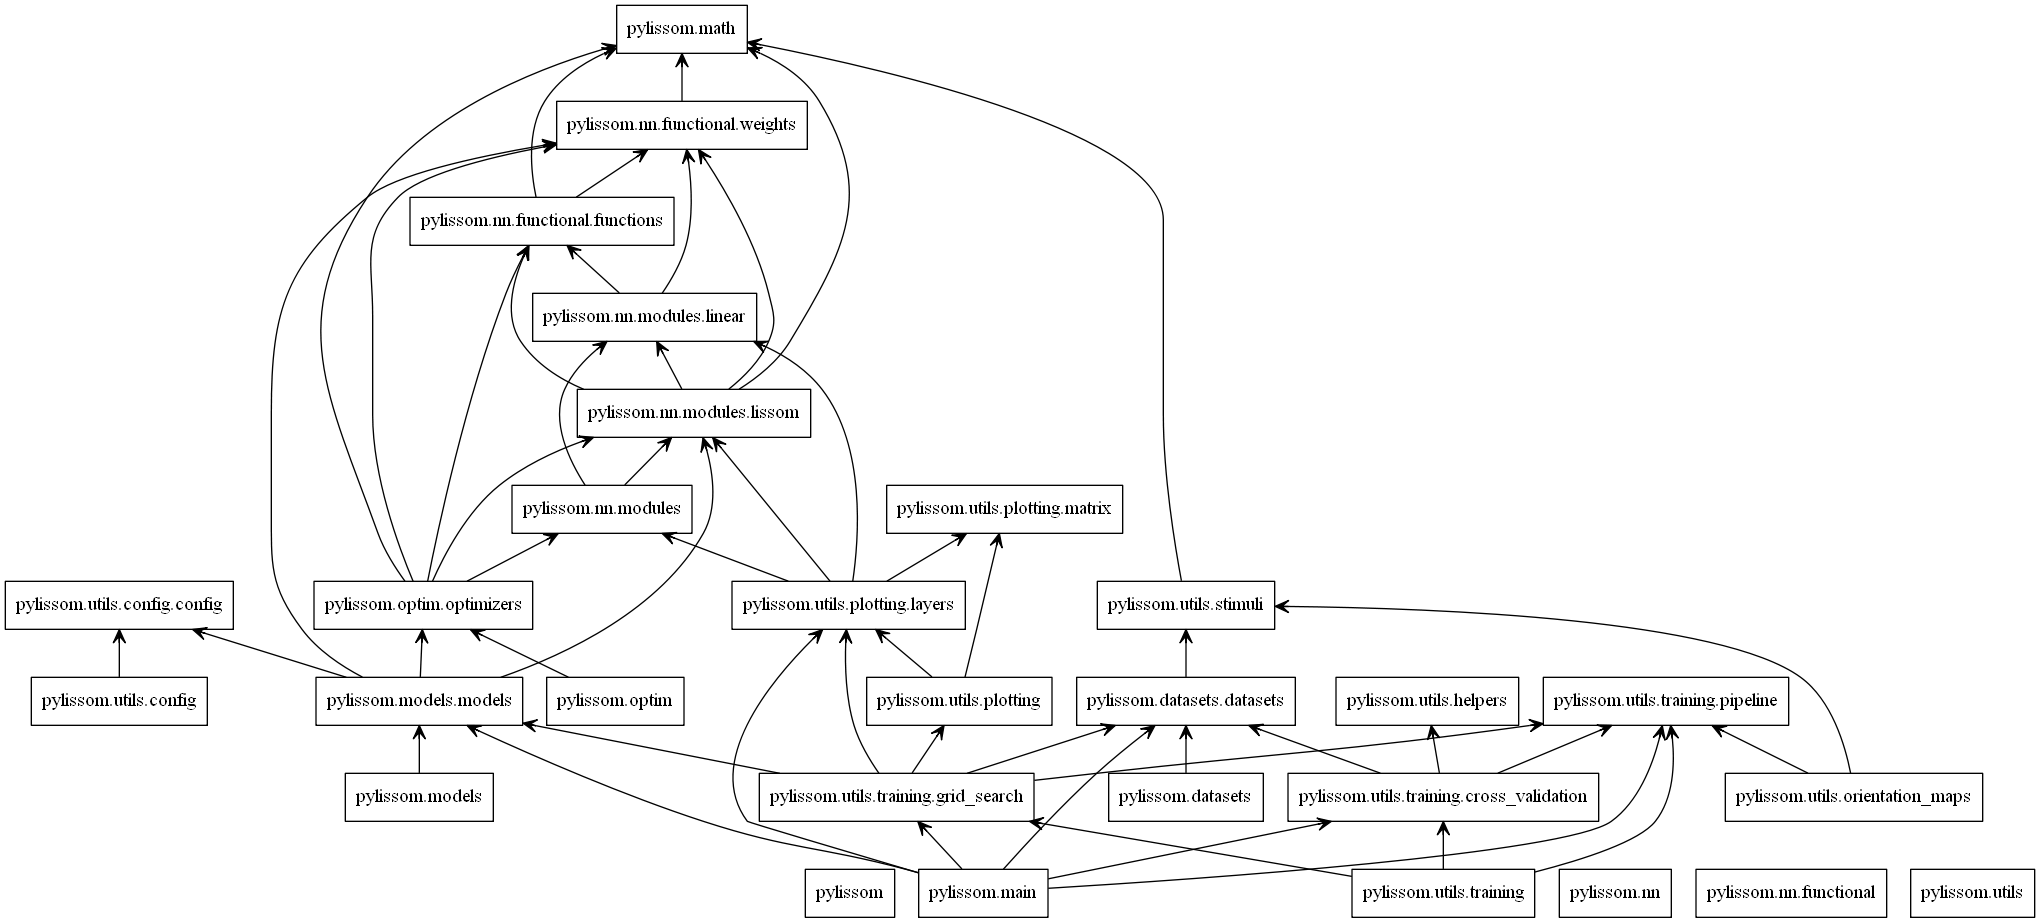 pylissom.math
pylissom.nn.functional.weights
pylissom.nn.functional.functions
pylissom.nn.modules.linear
pylissom.nn.modules.lissom
pylissom.nn.modules
pylissom.utils.plotting.matrix
pylissom.utils.config.config
pylissom.optim.optimizers
pylissom.utils.plotting.layers
pylissom.utils.stimuli
pylissom.utils.config
pylissom.models.models
pylissom.optim
pylissom.utils.plotting
pylissom.datasets.datasets
pylissom.utils.helpers
pylissom.utils.training.pipeline
pylissom.models
pylissom.utils.training.grid_search
pylissom.datasets
pylissom.utils.training.cross_validation
pylissom.utils.orientation_maps
pylissom
pylissom.main
pylissom.utils.training
pylissom.nn
pylissom.nn.functional
pylissom.utils